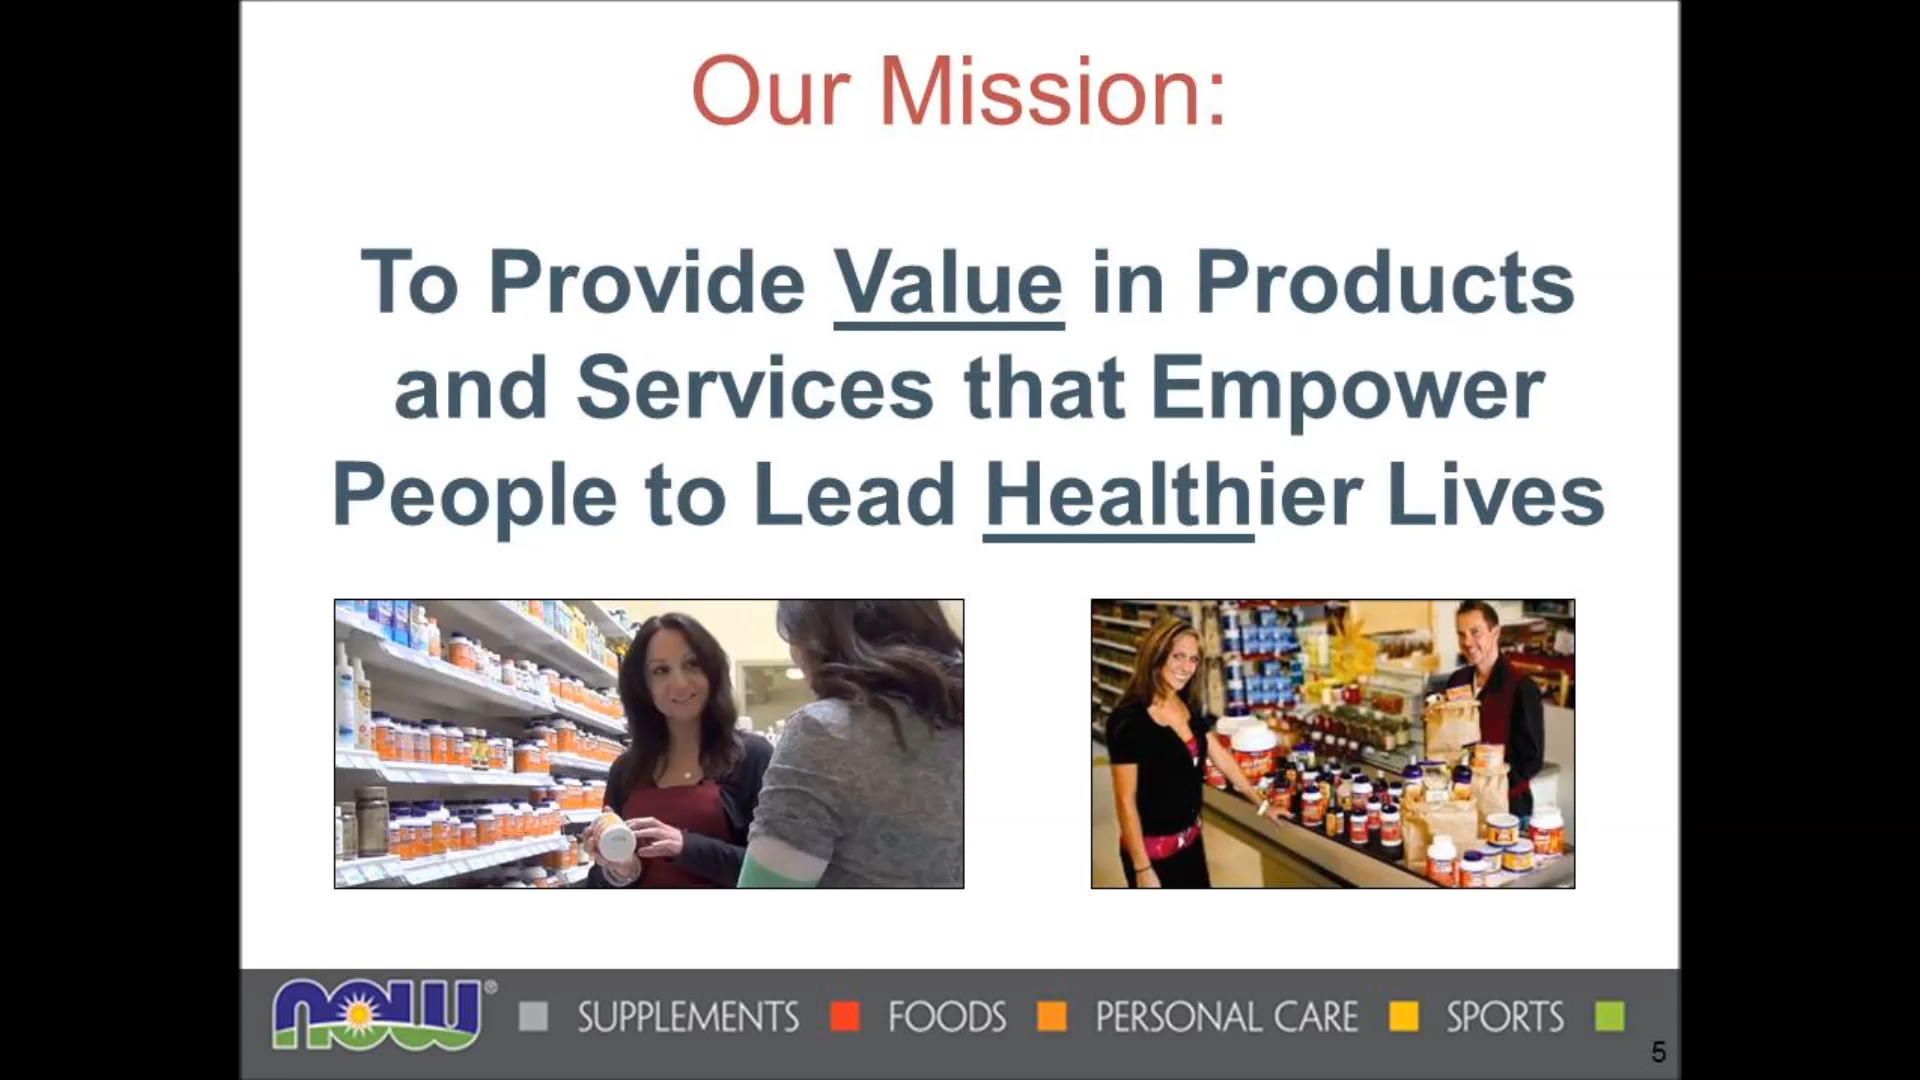 Our Mission:
To Provide Value in Products
and Services that Empower
People to Lead Healthier Lives
NOW® SUPPLEMENTS FOODS PERSONAL CARE SPORTS
5